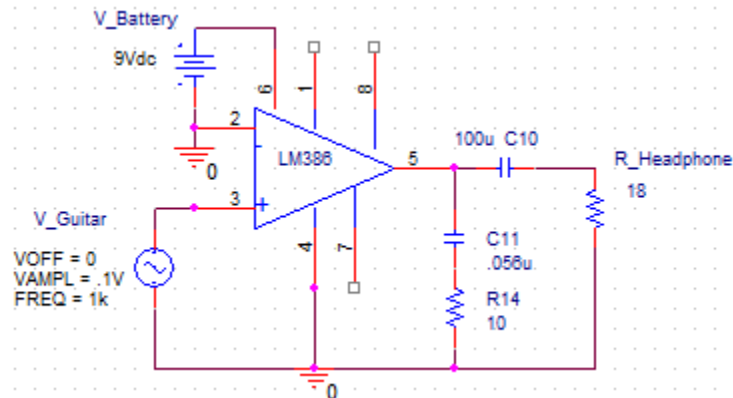 V_Battery
9Vdc
6
1
8
2
-
LM386
5
100u C10
R_Headphone
18
0
3
+
V_Guitar
VOFF = 0
VAMPL = .1V
FREQ = 1k
4
7
C11
.056u
R14
10
0